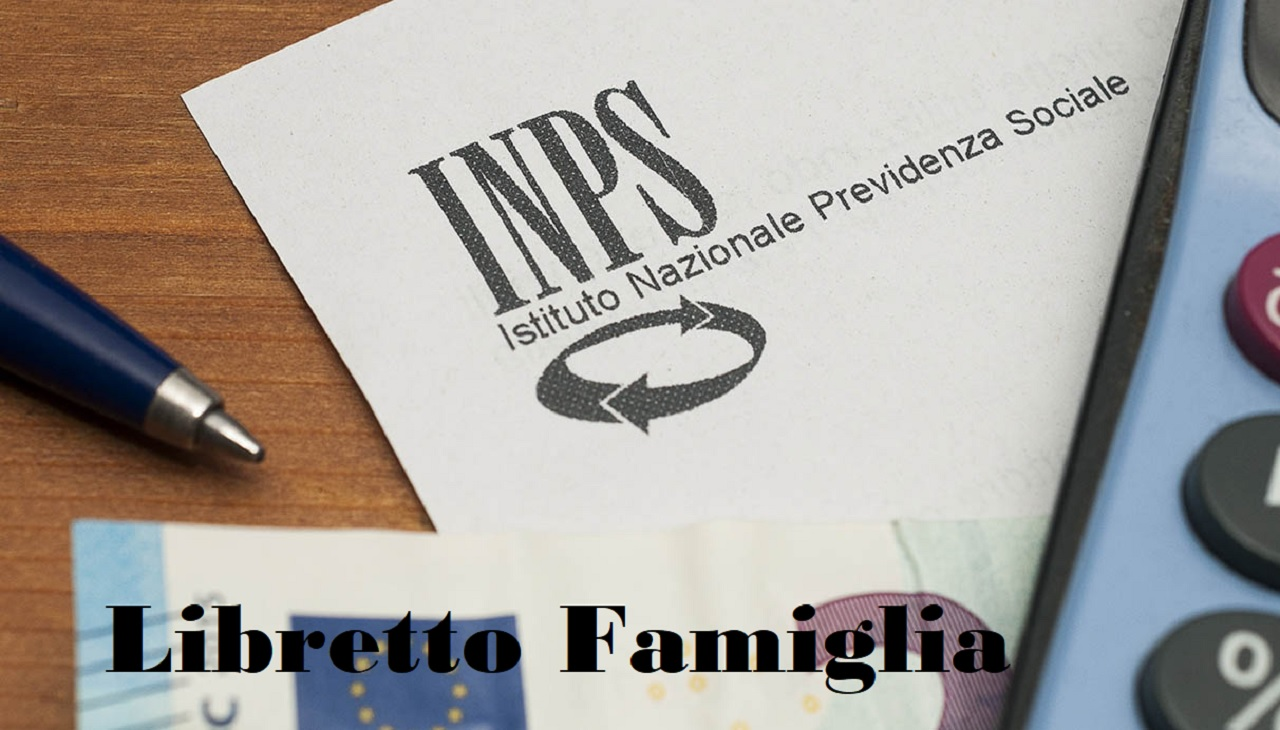 INPS
Istituto Nazionale Previdenza Sociale
%
Libretto Famiglia